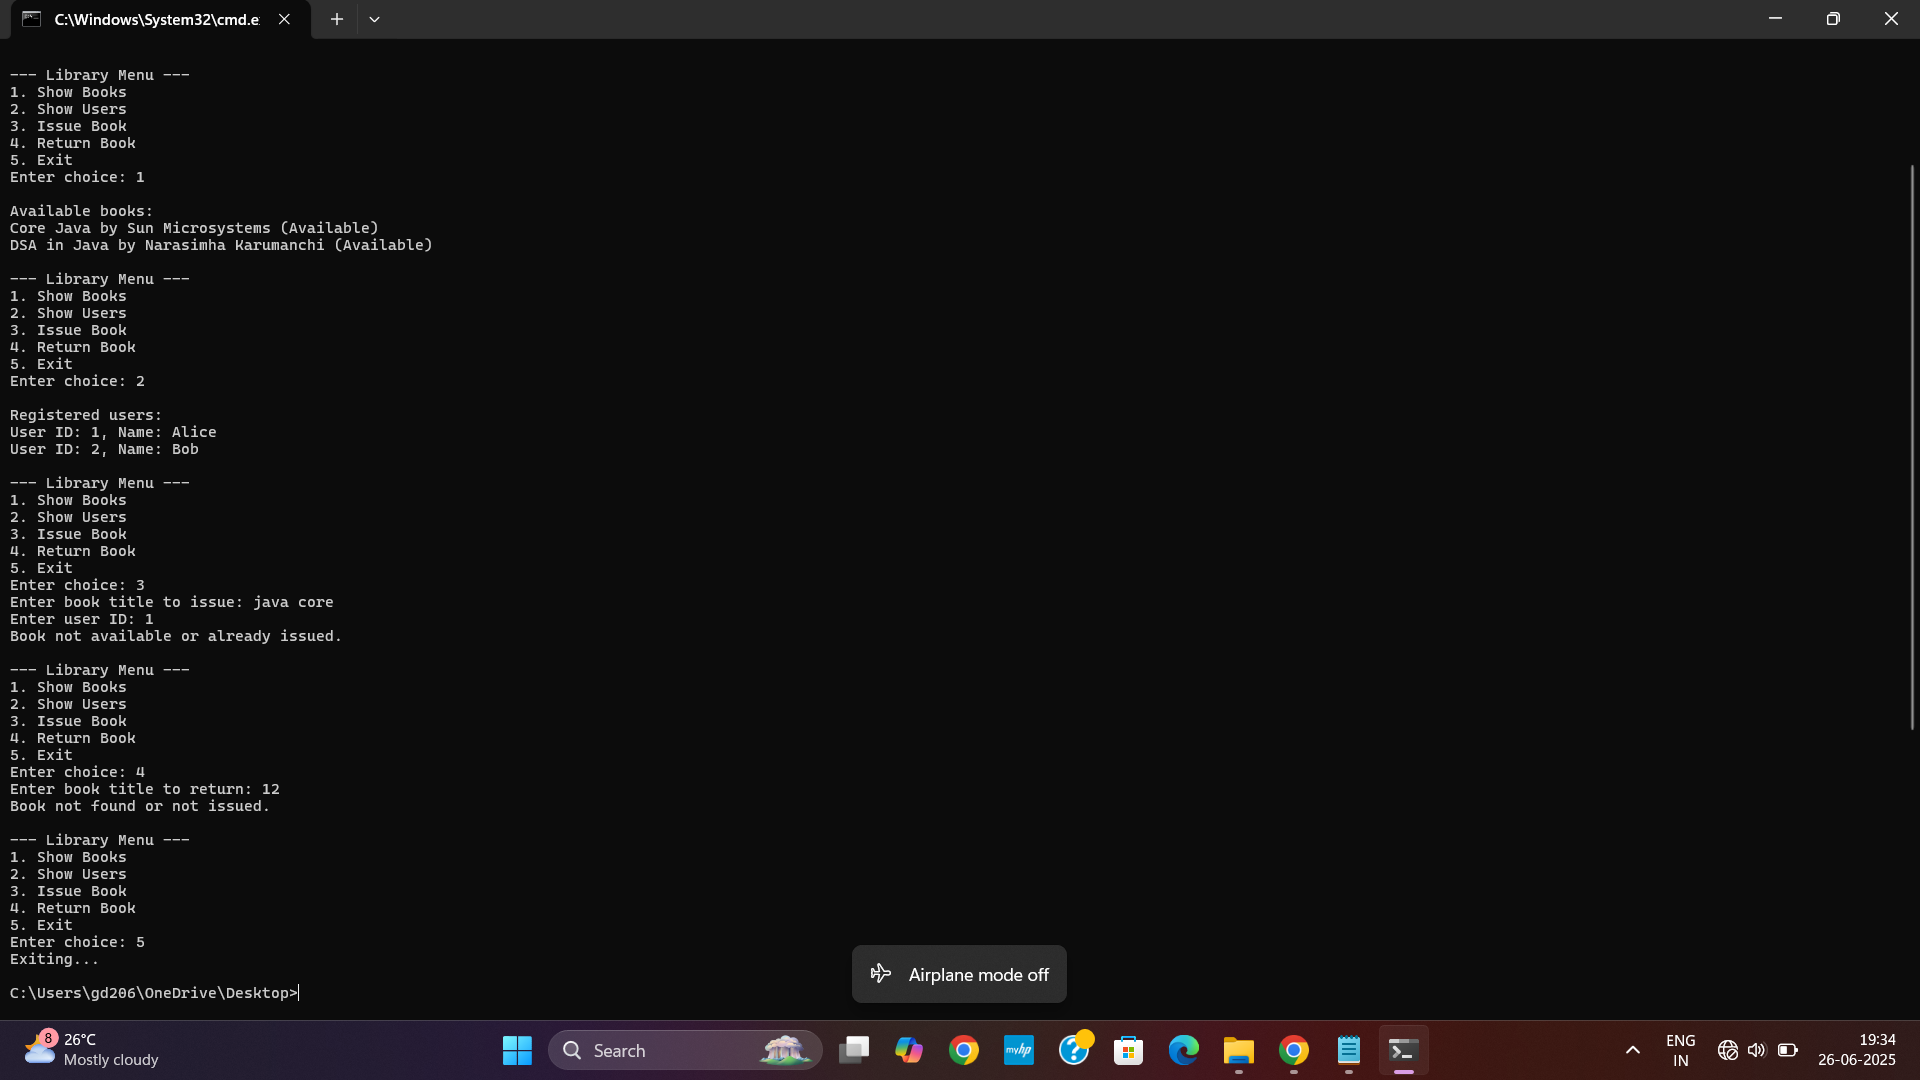 C:\Windows\System32\cmd.e
--- Library Menu ---
1. Show Books
2. Show Users
3. Issue Book
4. Return Book
5. Exit
Enter choice: 1
Available books:
Core Java by Sun Microsystems (Available)
DSA in Java by Narasimha Karumanchi (Available)
--- Library Menu ---
1. Show Books
2. Show Users
3. Issue Book
4. Return Book
5. Exit
Enter choice: 2
Registered users:
User ID: 1, Name: Alice
User ID: 2, Name: Bob
--- Library Menu ---
1. Show Books
2. Show Users
3. Issue Book
4. Return Book
5. Exit
Enter choice: 3
Enter book title to issue: java core
Enter user ID: 1
Book not available or already issued.
--- Library Menu ---
1. Show Books
2. Show Users
3. Issue Book
4. Return Book
5. Exit
Enter choice: 4
Enter book title to return: 12
Book not found or not issued.
--- Library Menu ---
1. Show Books
2. Show Users
3. Issue Book
4. Return Book
5. Exit
Enter choice: 5
Exiting...
C:\Users\gd206\OneDrive\Desktop>
Airplane mode off
8
26°C
Mostly cloudy
Search
myhp
ENG
IN
19:34
26-06-2025